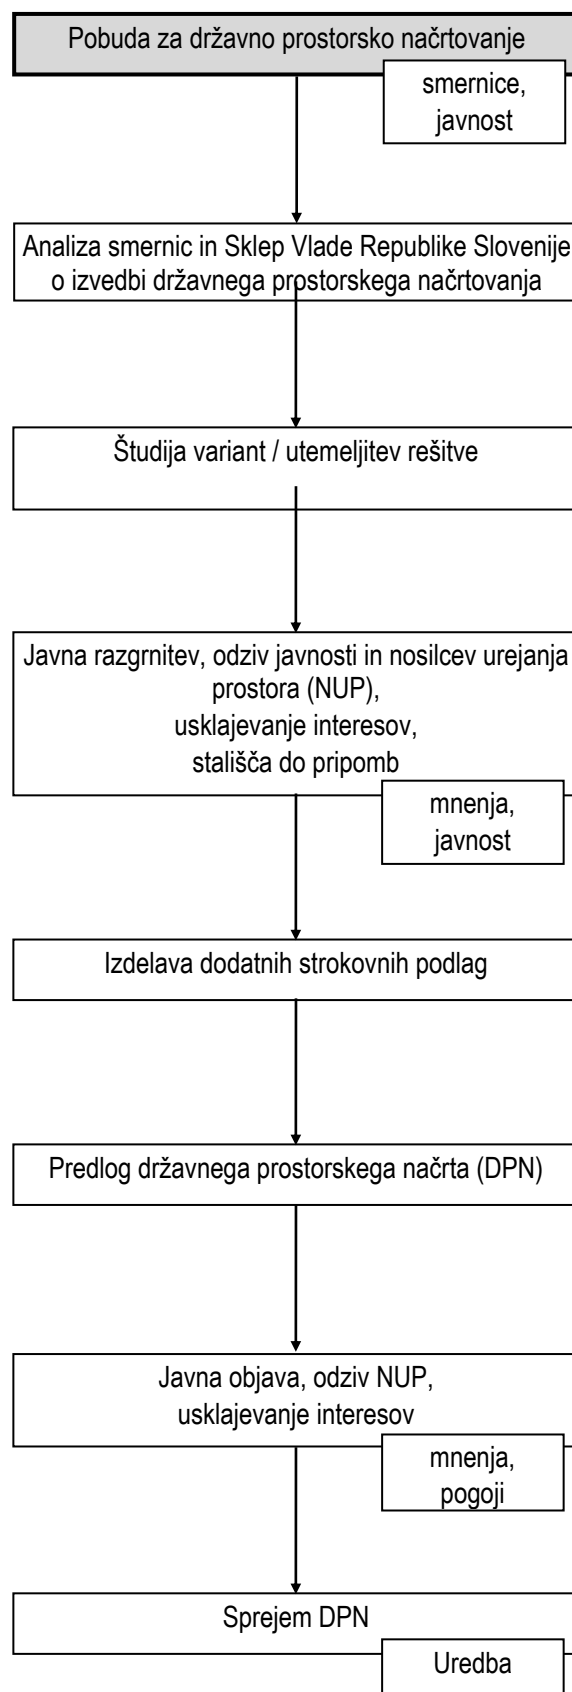 Pobuda za državno prostorsko načrtovanje
smernice,
javnost
Analiza smernic in Sklep Vlade Republike Slovenije
o izvedbi državnega prostorskega načrtovanja
Študija variant / utemeljitev rešitve
Javna razgrnitev, odziv javnosti in nosilcev urejanja
prostora (NUP),
usklajevanje interesov,
stališča do pripomb
mnenja,
javnost
Izdelava dodatnih strokovnih podlag
Predlog državnega prostorskega načrta (DPN)
Javna objava, odziv NUP,
usklajevanje interesov
mnenja,
pogoji
Sprejem DPN
Uredba